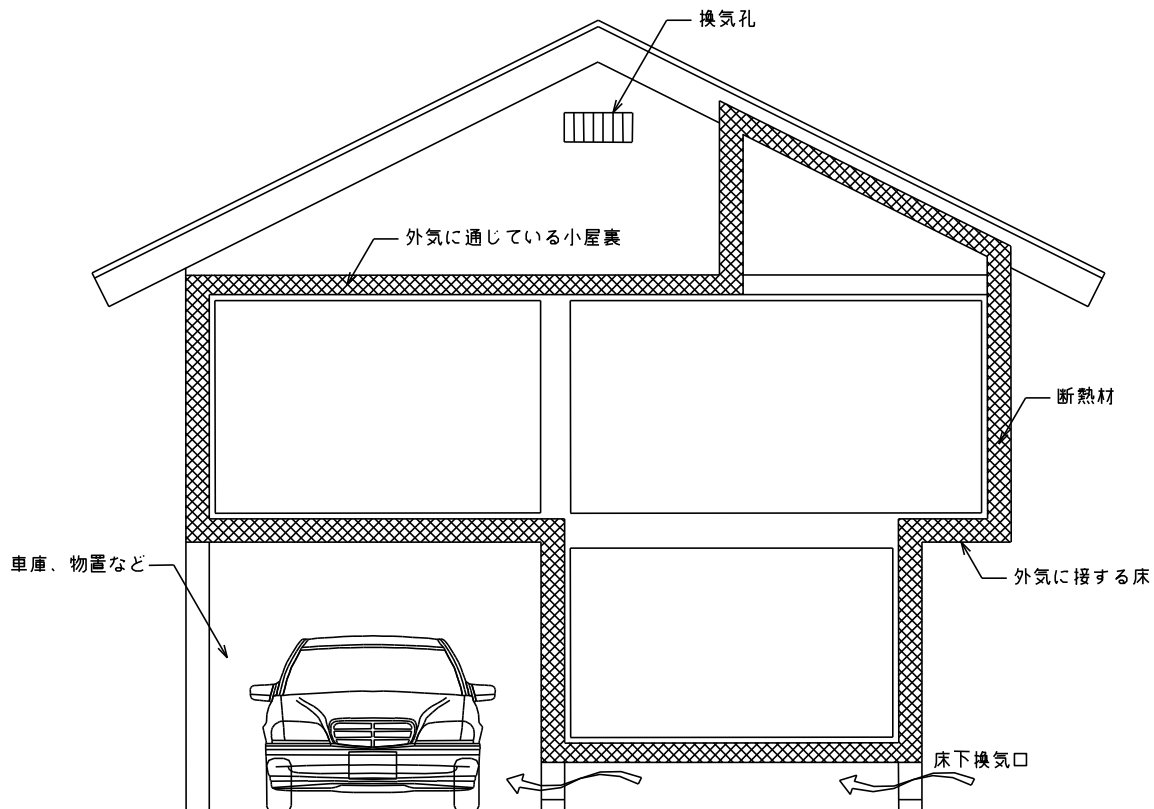 換気孔
外気に通じている小屋裏
断熱材
車庫、物置など
外気に接する床
床下換気口